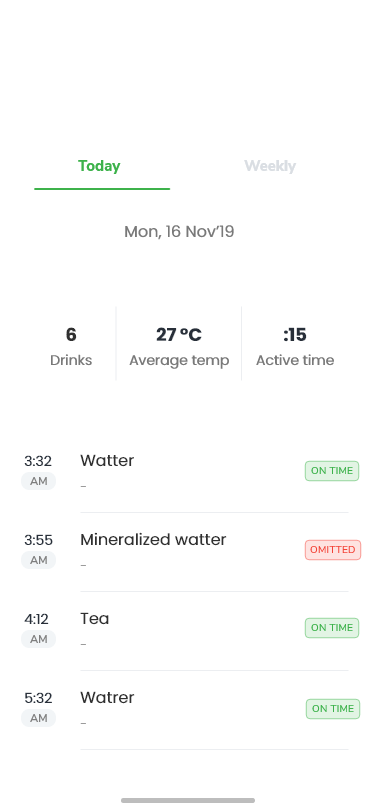 Today Weekly
Mon, 16 Nov’19
6 27 ºC :15
Drinks Average temp Active time
3:32 Watter
AM - ON TIME
3:55 Mineralized watter
AM - OMITTED
4:12 Tea
AM - ON TIME
5:32 Watrer
AM - ON TIME